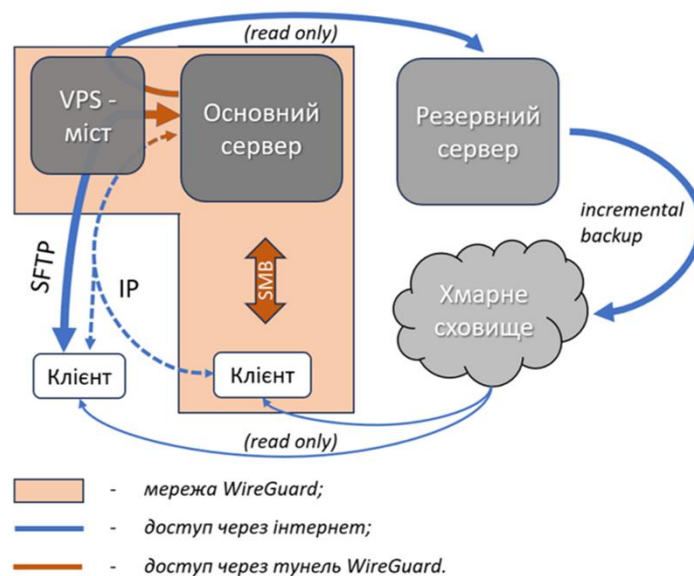 (read only)
VPS -
міст
Основний
сервер
Резервний
сервер
incremental
backup
SFTP
IP
SMB
Хмарне
сховище
Клієнт
Клієнт
(read only)
- мережа WireGuard;
- доступ через інтернет;
- доступ через тунель WireGuard.